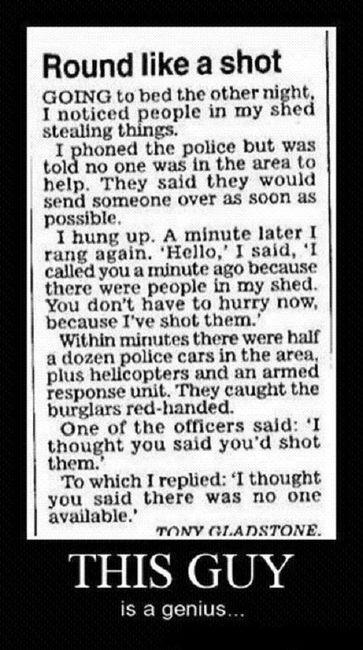 Round like a shot
GOING to bed the other night,
I noticed people in my shed
stealing things.
I phoned the police but was
told no one was in the area to
help. They said they would
send someone over as soon as
possible.
I hung up. A minute later I
rang again. 'Hello,' I said, 'I
called you a minute ago because
there were people in my shed.
You don't have to hurry now,
because I've shot them.'
Within minutes there were half
a dozen police cars in the area,
plus helicopters and an armed
response unit. They caught the
burglars red-handed.
One of the officers said: 'I
thought you said you'd shot
them.'
To which I replied: 'I thought
you said there was no one
available.'
TONY GLADSTONE.
THIS GUY
is a genius...